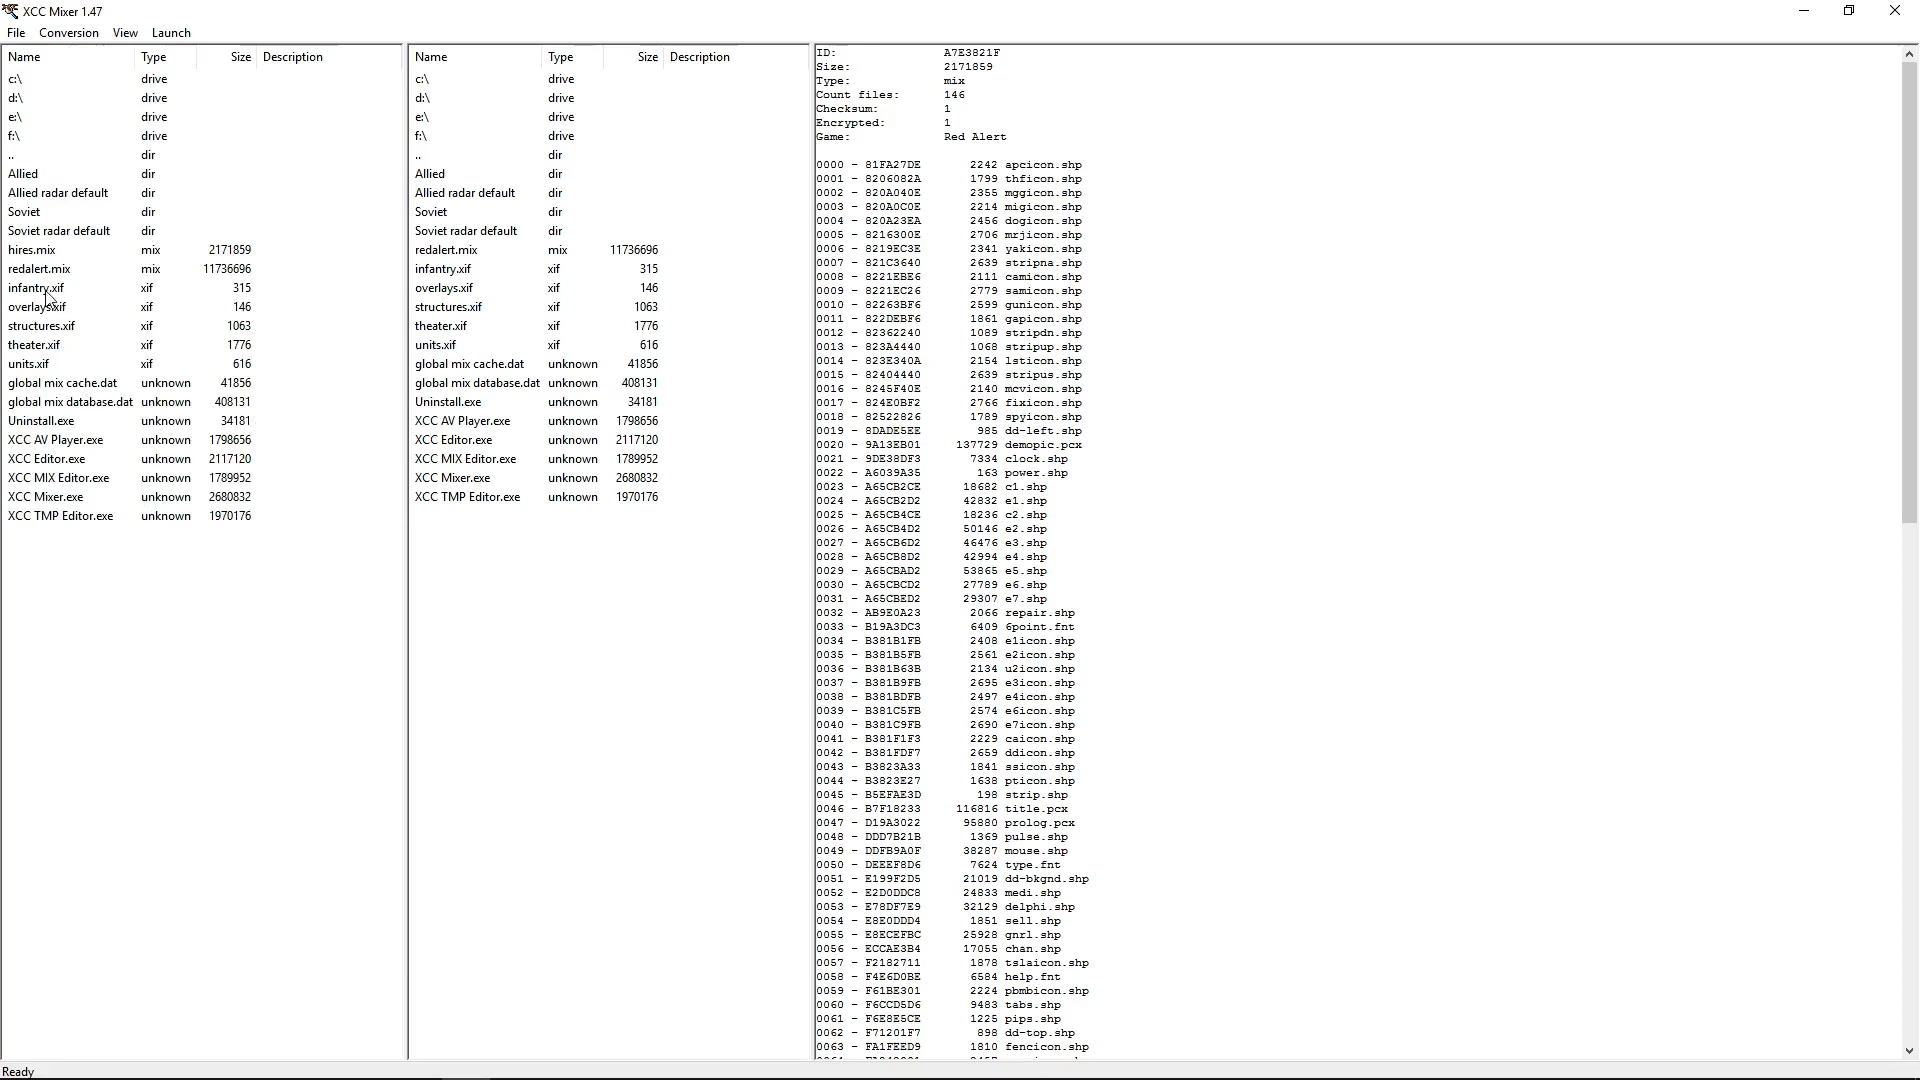 XCC Mixer 1.47
File Conversion View Launch
Name Type Size Description
c:\ drive
d:\ drive
e:\ drive
f:\ drive
.. dir
Allied dir
Allied radar default dir
Soviet dir
Soviet radar default dir
hires.mix mix 2171859
redalert.mix mix 11736696
infantry.xif xif 315
overlays.xif xif 146
structures.xif xif 1063
theater.xif xif 1776
units.xif xif 616
global mix cache.dat unknown 41856
global mix database.dat unknown 408131
Uninstall.exe unknown 34181
XCC AV Player.exe unknown 1798656
XCC Editor.exe unknown 2117120
XCC MIX Editor.exe unknown 1789952
XCC Mixer.exe unknown 2680832
XCC TMP Editor.exe unknown 1970176
Name Type Size Description
c:\ drive
d:\ drive
e:\ drive
f:\ drive
.. dir
Allied dir
Allied radar default dir
Soviet dir
Soviet radar default dir
redalert.mix mix 11736696
infantry.xif xif 315
overlays.xif xif 146
structures.xif xif 1063
theater.xif xif 1776
units.xif xif 616
global mix cache.dat unknown 41856
global mix database.dat unknown 408131
Uninstall.exe unknown 34181
XCC AV Player.exe unknown 1798656
XCC Editor.exe unknown 2117120
XCC MIX Editor.exe unknown 1789952
XCC Mixer.exe unknown 2680832
XCC TMP Editor.exe unknown 1970176
ID: A7E3821F
Size: 2171859
Type: mix
Count files: 146
Checksum: 1
Encrypted: 1
Game: Red Alert
0000 - 81FA27DE 2242 apcicon.shp
0001 - 8206082A 1799 thficon.shp
0002 - 820A040E 2355 mggicon.shp
0003 - 820A0C0E 2214 migicon.shp
0004 - 820A23EA 2456 dogicon.shp
0005 - 8216300E 2706 mrjicon.shp
0006 - 8219EC3E 2341 yakicon.shp
0007 - 821C3640 2639 stripna.shp
0008 - 8221EBE6 2111 camicon.shp
0009 - 8221EC26 2779 samicon.shp
0010 - 82263BF6 2599 gunicon.shp
0011 - 822DEBF6 1861 gapicon.shp
0012 - 82362240 1089 stripdn.shp
0013 - 823A4440 1068 stripup.shp
0014 - 823E340A 2154 lsticon.shp
0015 - 82404440 2639 stripus.shp
0016 - 8245F40E 2140 mcvicon.shp
0017 - 824E0BF2 2766 fixicon.shp
0018 - 82522826 1789 spyicon.shp
0019 - 8DADE5EE 985 dd-left.shp
0020 - 9A13EB01 137729 demopic.pcx
0021 - 9DE38DF3 7334 clock.shp
0022 - A6039A35 163 power.shp
0023 - A65CB2CE 18682 c1.shp
0024 - A65CB2D2 42832 e1.shp
0025 - A65CB4CE 18236 c2.shp
0026 - A65CB4D2 50146 e2.shp
0027 - A65CB6D2 46476 e3.shp
0028 - A65CB8D2 42994 e4.shp
0029 - A65CBAD2 53865 e5.shp
0030 - A65CBCD2 27789 e6.shp
0031 - A65CBED2 29307 e7.shp
0032 - AB9E0A23 2066 repair.shp
0033 - B19A3DC3 6409 6point.fnt
0034 - B381B1FB 2408 e1icon.shp
0035 - B381B5FB 2561 e2icon.shp
0036 - B381B63B 2134 u2icon.shp
0037 - B381B9FB 2695 e3icon.shp
0038 - B381BDFB 2497 e4icon.shp
0039 - B381C5FB 2574 e6icon.shp
0040 - B381C9FB 2690 e7icon.shp
0041 - B381F1F3 2229 caicon.shp
0042 - B381FDF7 2659 ddicon.shp
0043 - B3823A33 1841 ssicon.shp
0044 - B3823E27 1638 pticon.shp
0045 - B5EFAE3D 198 strip.shp
0046 - B7F18233 116816 title.pcx
0047 - D19A3022 95880 prolog.pcx
0048 - DDD7B21B 1369 pulse.shp
0049 - DDFB9A0F 38287 mouse.shp
0050 - DEEEF8D6 7624 type.fnt
0051 - E199F2D5 21019 dd-bkgnd.shp
0052 - E2D0DDC8 24833 medi.shp
0053 - E78DF7E9 32129 delphi.shp
0054 - E8E0DDD4 1851 sell.shp
0055 - E8ECEFBC 25928 gnrl.shp
0056 - ECCAE3B4 17055 chan.shp
0057 - F2182711 1878 tslaicon.shp
0058 - F4E6D0BE 6584 help.fnt
0059 - F61BE301 2224 pbmbicon.shp
0060 - F6CCD5D6 9483 tabs.shp
0061 - F6E8E5CE 1225 pips.shp
0062 - F71201F7 898 dd-top.shp
0063 - FA1FEED9 1810 fencicon.shp
Ready